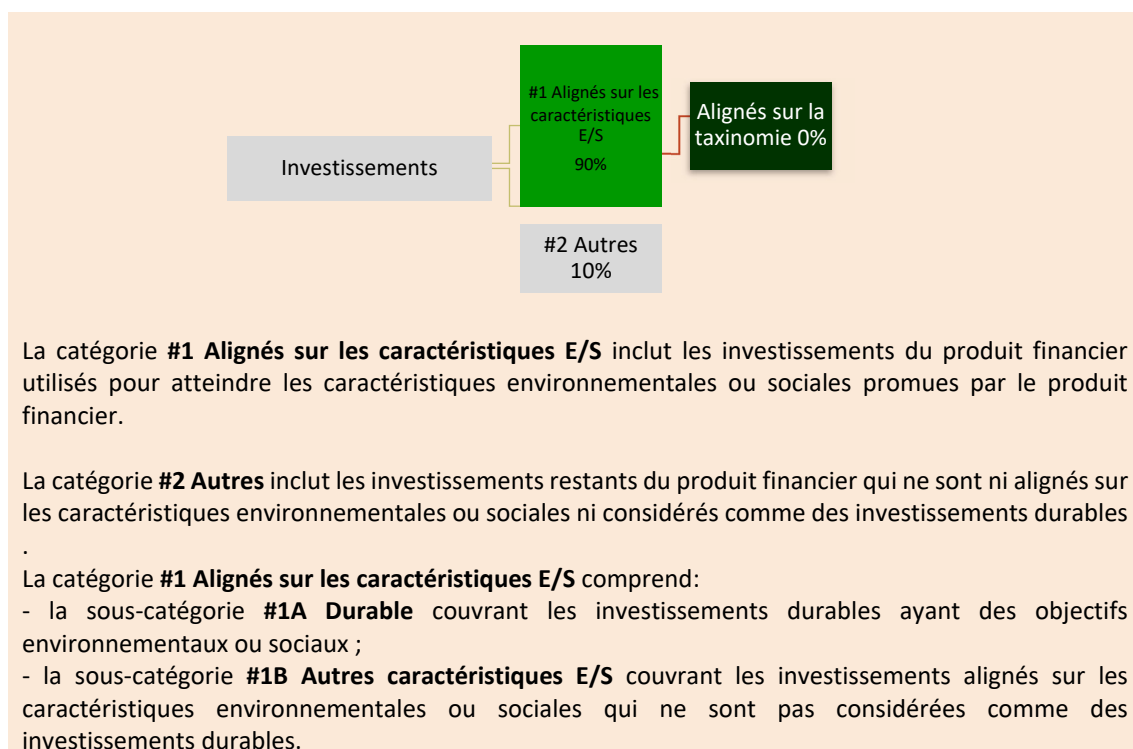 #1 Alignés sur les
caractéristiques
E/S
90%
Alignés sur la
taxinomie 0%
Investissements
#2 Autres
10%
La catégorie #1 Alignés sur les caractéristiques E/S inclut les investissements du produit financier
utilisés pour atteindre les caractéristiques environnementales ou sociales promues par le produit
financier.
La catégorie #2 Autres inclut les investissements restants du produit financier qui ne sont ni alignés sur
les caractéristiques environnementales ou sociales ni considérés comme des investissements durables
.
La catégorie #1 Alignés sur les caractéristiques E/S comprend:
- la sous-catégorie #1A Durable couvrant les investissements durables ayant des objectifs
environnementaux ou sociaux ;
- la sous-catégorie #1B Autres caractéristiques E/S couvrant les investissements alignés sur les
caractéristiques environnementales ou sociales qui ne sont pas considérées comme des
investissements durables.